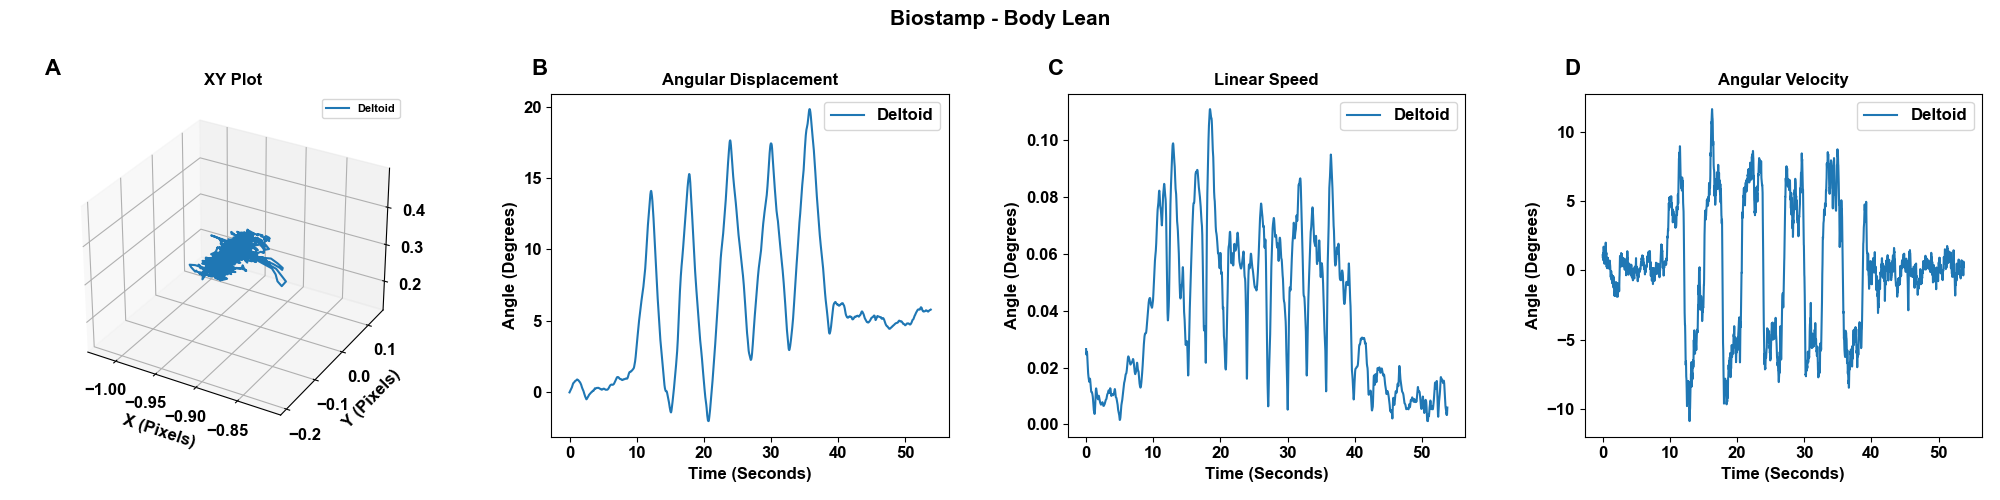 Biostamp - Body Lean
A
XY Plot
Deltoid
0.4
0.3
0.2
0.1
0.0
−0.1
−0.2
Y (Pixels)
−1.00
−0.95
−0.90
−0.85
X (Pixels)
B
Angular Displacement
Deltoid
20
15
10
5
0
Angle (Degrees)
0 10 20 30 40 50
Time (Seconds)
C
Linear Speed
Deltoid
0.10
0.08
0.06
0.04
0.02
0.00
Angle (Degrees)
0 10 20 30 40 50
Time (Seconds)
D
Angular Velocity
Deltoid
10
5
0
−5
−10
Angle (Degrees)
0 10 20 30 40 50
Time (Seconds)